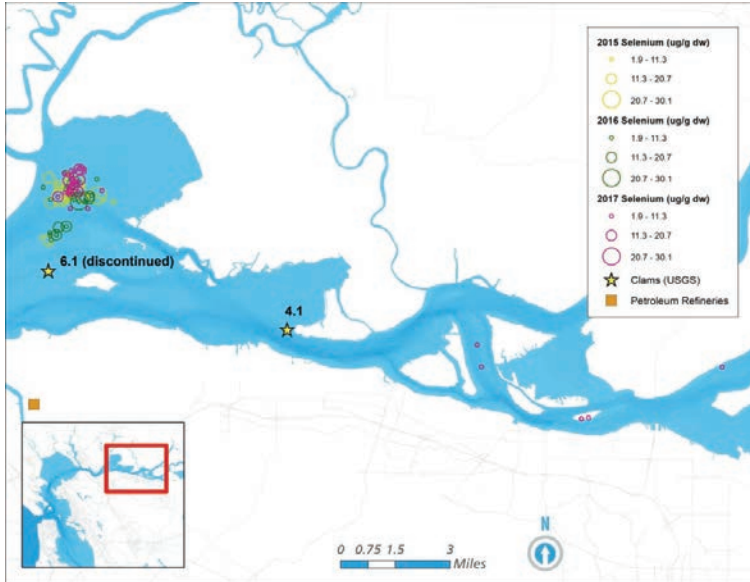 2015 Selenium (ug/g dw)
1.9 - 11.3
11.3 - 20.7
20.7 - 30.1
2016 Selenium (ug/g dw)
1.9 - 11.3
11.3 - 20.7
20.7 - 30.1
2017 Selenium (ug/g dw)
1.9 - 11.3
11.3 - 20.7
20.7 - 30.1
Clams (USGS)
Petroleum Refineries
6.1 (discontinued)
4.1
N
0 0.75 1.5 3
Miles